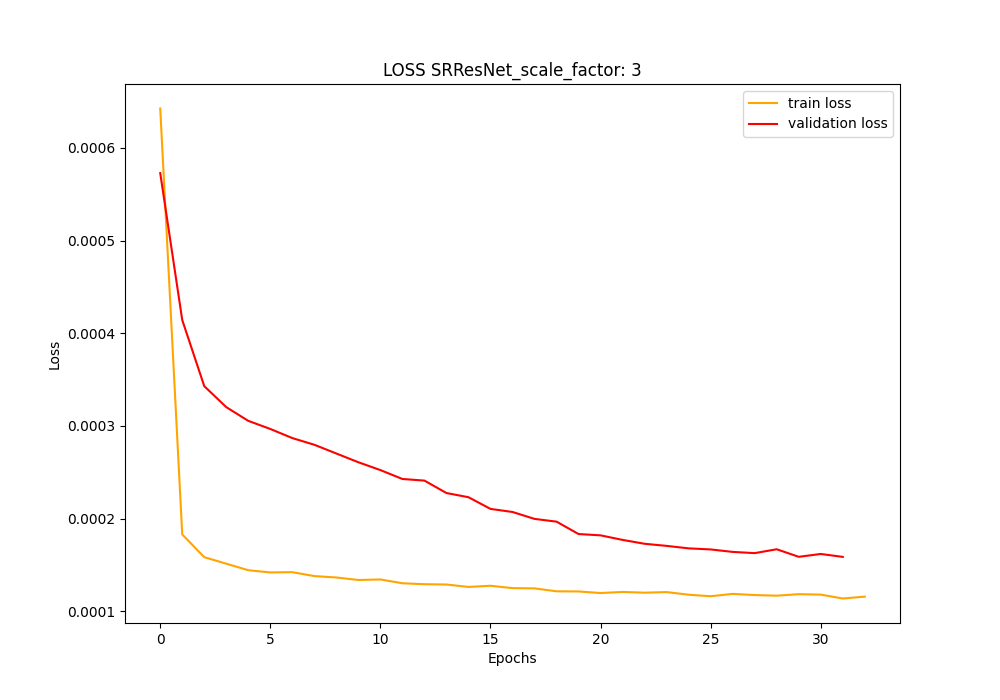 LOSS SRResNet_scale_factor: 3
train loss
validation loss
Loss
0.0006
0.0005
0.0004
0.0003
0.0002
0.0001
0 5 10 15 20 25 30
Epochs